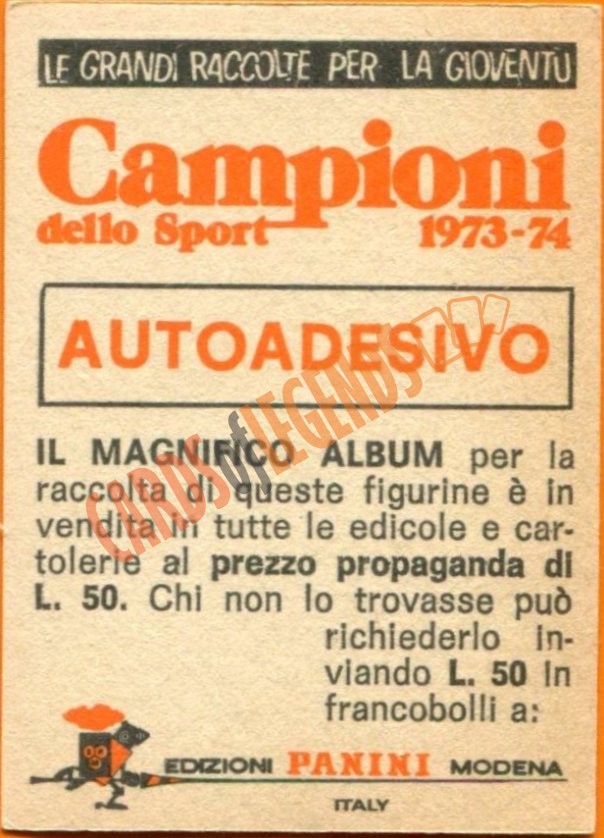 LE GRANDI RACCOLTE PER LA GIOVENTÙ
Campioni
dello Sport 1973-74
AUTOADESIVO
IL MAGNIFICO ALBUM per la
raccolta di queste figurine è in
vendita in tutte le edicole e car-
tolerie al prezzo propaganda di
L. 50. Chi non lo trovasse può
richiederlo in-
viando L. 50 in
francobolli a:
EDIZIONI PANINI MODENA
ITALY
CARDS of LEGENDS